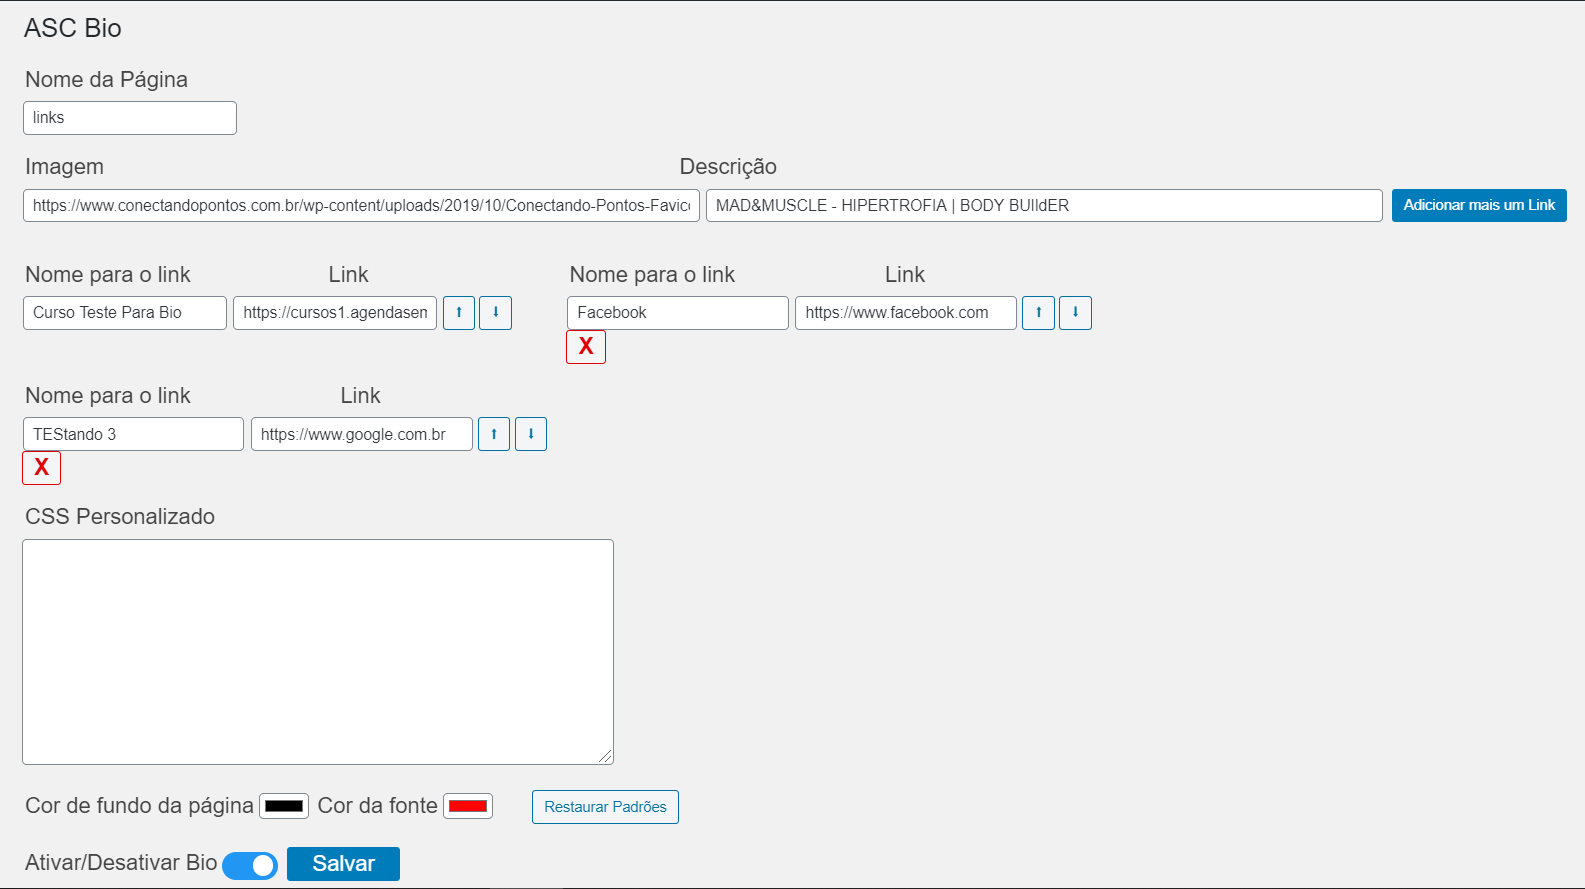 ASC Bio
Nome da Página
links
Imagem Descrição
https://www.conectandopontos.com.br/wp-content/uploads/2019/10/Conectando-Pontos-Favic MAD&MUSCLE - HIPERTROFIA | BODY BUIldER Adicionar mais um Link
Nome para o link Link Nome para o link Link
Curso Teste Para Bio https://cursos1.agendasen ⭡ ⭣ Facebook https://www.facebook.com ⭡ ⭣
X
Nome para o link Link
TEStando 3 https://www.google.com.br ⭡ ⭣
X
CSS Personalizado
Cor de fundo da página Cor da fonte Restaurar Padrões
Ativar/Desativar Bio Salvar